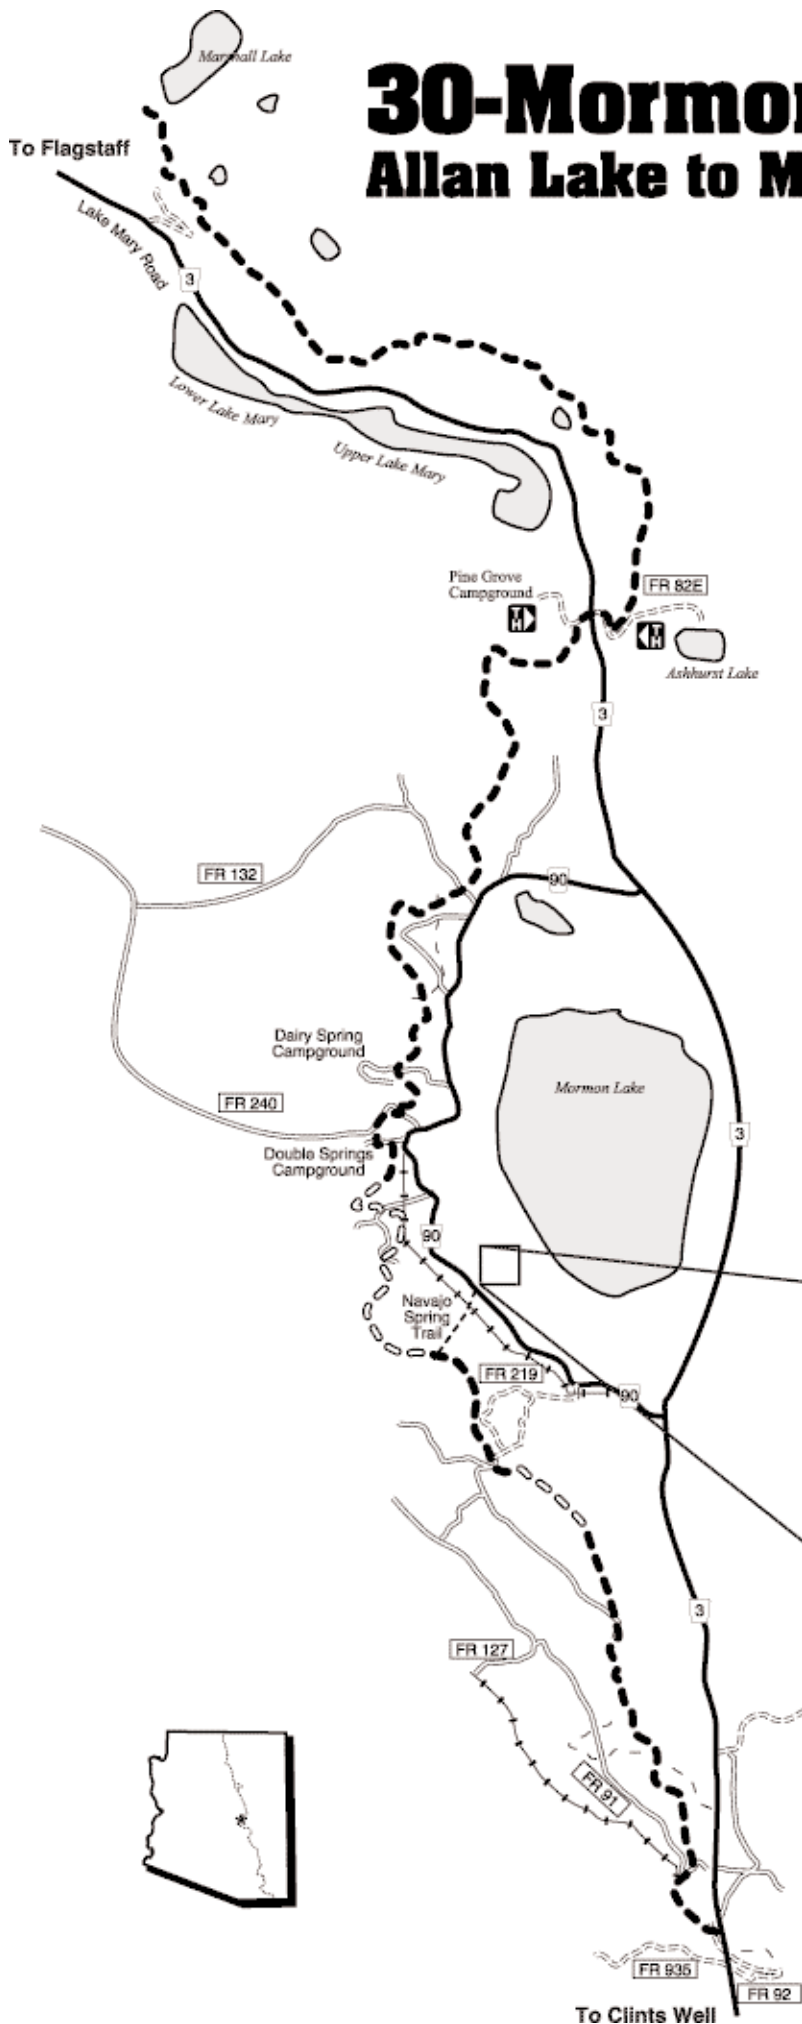 Marshall Lake
30-Mormon
Allan Lake to M
To Flagstaff
Lake Mary Road
3
Lower Lake Mary
Upper Lake Mary
Pine Grove
Campground
FR 82E
TH
TH
Ashhurst Lake
3
FR 132
90
Dairy Spring
Campground
Mormon Lake
FR 240
3
Double Springs
Campground
90
Navajo
Spring
Trail
FR 219
90
3
FR 127
FR 91
FR 935
FR 92
To Clints Well